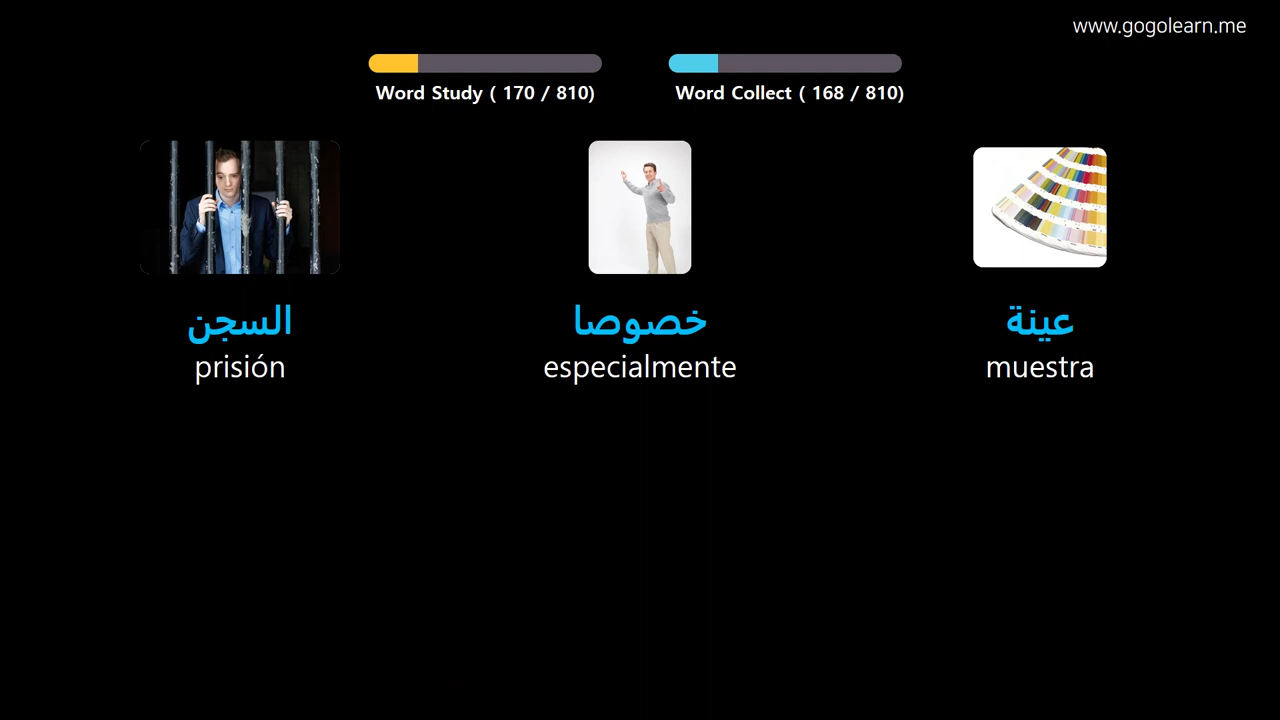 www.gogolearn.me
Word Study ( 170 / 810)
Word Collect ( 168 / 810)
السجن
prisión
خصوصا
especialmente
عينة
muestra